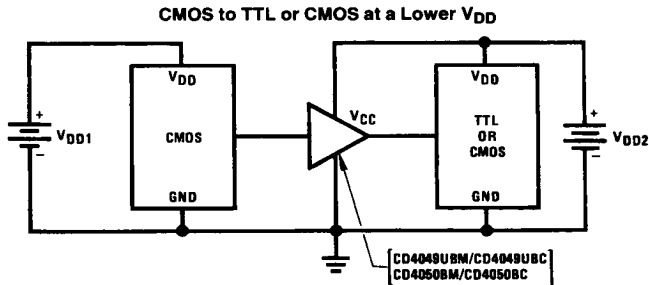 CMOS to TTL or CMOS at a Lower VDD
VDD
VDD
VCC
TTL
OR
CMOS
CMOS
+
VDD1
−
+
VDD2
−
GND
GND
CD4049UBM/CD4049UBC
CD4050BM/CD4050BC